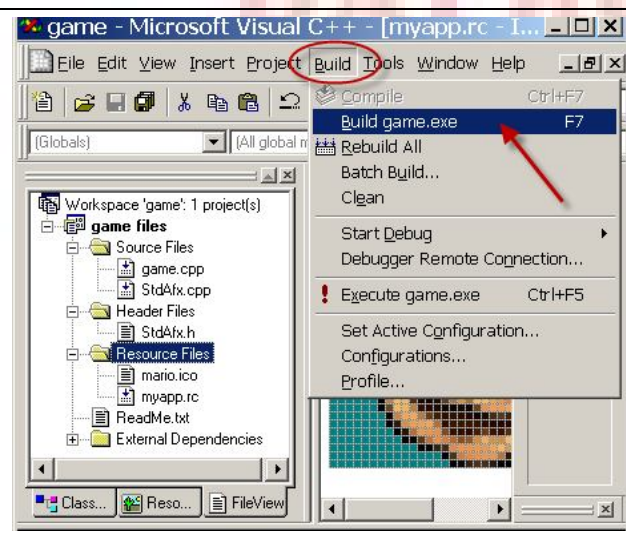 game - Microsoft Visual C++ - [myapp.rc - I...
File Edit View Insert Project Build Tools Window Help
(Globals)
(All global m
Compile Ctrl+F7
Build game.exe F7
Rebuild All
Batch Build...
Clean
Start Debug
Debugger Remote Connection...
Execute game.exe Ctrl+F5
Set Active Configuration...
Configurations...
Profile...
Workspace 'game': 1 project(s)
game files
Source Files
game.cpp
StdAfx.cpp
Header Files
StdAfx.h
Resource Files
mario.ico
myapp.rc
ReadMe.txt
External Dependencies
Class... Reso... FileView